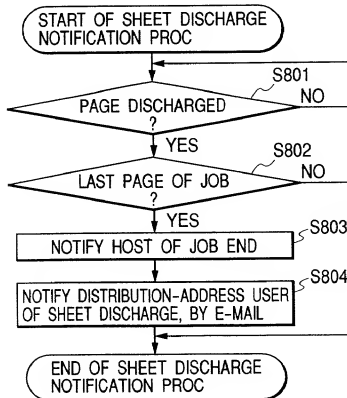 START OF SHEET DISCHARGE
NOTIFICATION PROC
S801
PAGE DISCHARGED
?
NO
YES
S802
LAST PAGE OF JOB
?
NO
YES
S803
NOTIFY HOST OF JOB END
S804
NOTIFY DISTRIBUTION-ADDRESS USER
OF SHEET DISCHARGE, BY E-MAIL
END OF SHEET DISCHARGE
NOTIFICATION PROC